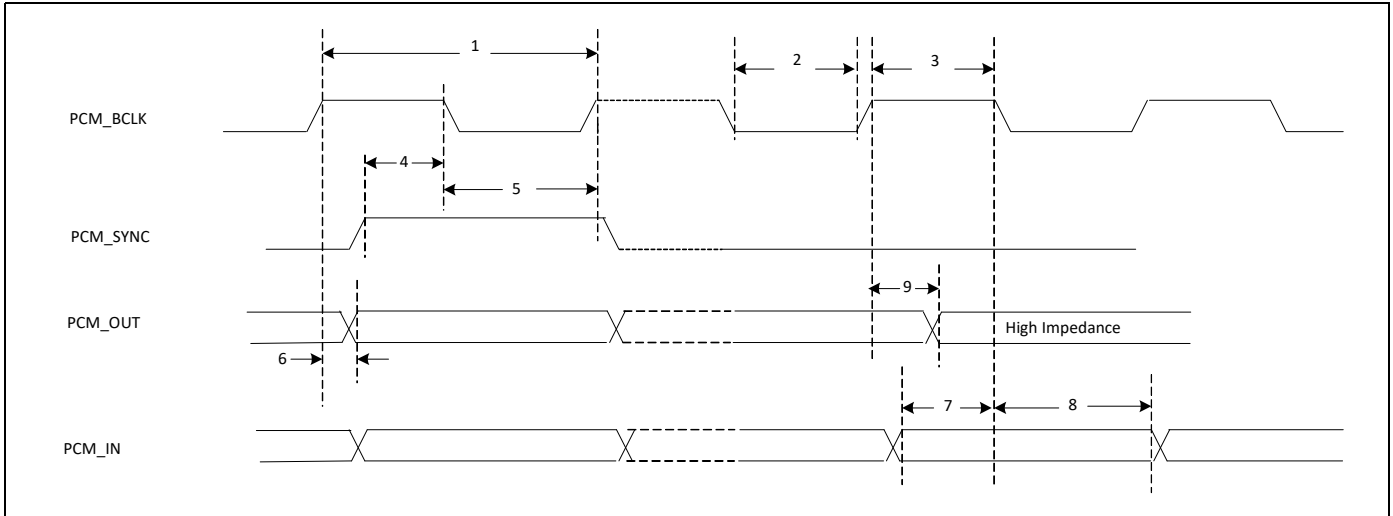 1
2
3
PCM_BCLK
4
5
PCM_SYNC
9
PCM_OUT
High Impedance
6
7
8
PCM_IN